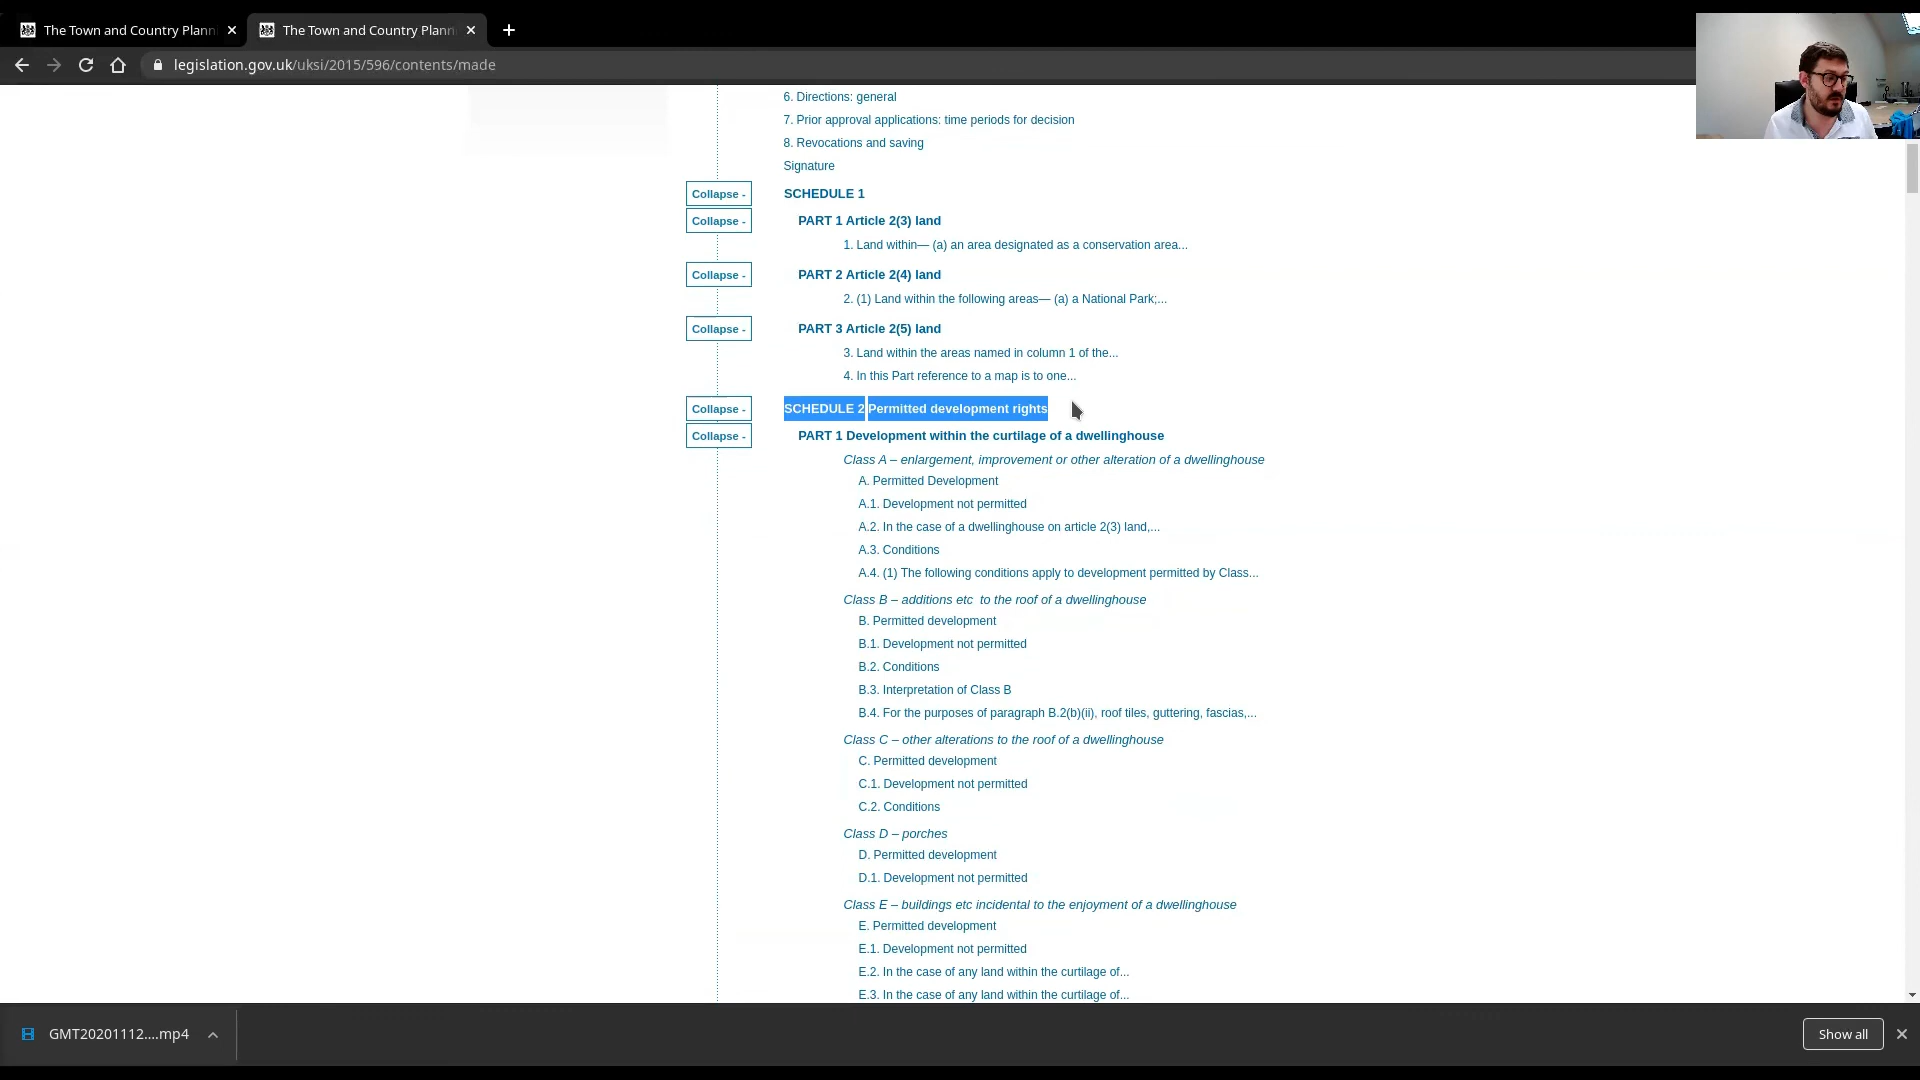 The Town and Country Plann
The Town and Country Plann
legislation.gov.uk/uksi/2015/596/contents/made
6. Directions: general
7. Prior approval applications: time periods for decision
8. Revocations and saving
Signature
Collapse - SCHEDULE 1
Collapse - PART 1 Article 2(3) land
1. Land within— (a) an area designated as a conservation area...
Collapse - PART 2 Article 2(4) land
2. (1) Land within the following areas— (a) a National Park;...
Collapse - PART 3 Article 2(5) land
3. Land within the areas named in column 1 of the...
4. In this Part reference to a map is to one...
Collapse - SCHEDULE 2 Permitted development rights
Collapse - PART 1 Development within the curtilage of a dwellinghouse
Class A – enlargement, improvement or other alteration of a dwellinghouse
A. Permitted Development
A.1. Development not permitted
A.2. In the case of a dwellinghouse on article 2(3) land,...
A.3. Conditions
A.4. (1) The following conditions apply to development permitted by Class...
Class B – additions etc to the roof of a dwellinghouse
B. Permitted development
B.1. Development not permitted
B.2. Conditions
B.3. Interpretation of Class B
B.4. For the purposes of paragraph B.2(b)(ii), roof tiles, guttering, fascias,...
Class C – other alterations to the roof of a dwellinghouse
C. Permitted development
C.1. Development not permitted
C.2. Conditions
Class D – porches
D. Permitted development
D.1. Development not permitted
Class E – buildings etc incidental to the enjoyment of a dwellinghouse
E. Permitted development
E.1. Development not permitted
E.2. In the case of any land within the curtilage of...
E.3. In the case of any land within the curtilage of...
GMT20201112....mp4
Show all